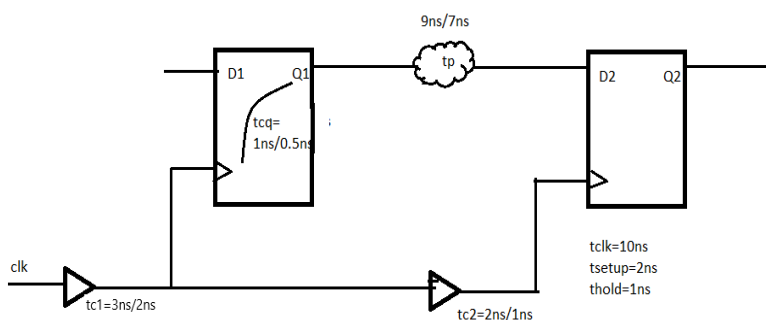 9ns/7ns
tp
D1
Q1
tcq=
1ns/0.5ns
D2
Q2
clk
tc1=3ns/2ns
tc2=2ns/1ns
tclk=10ns
tsetup=2ns
thold=1ns